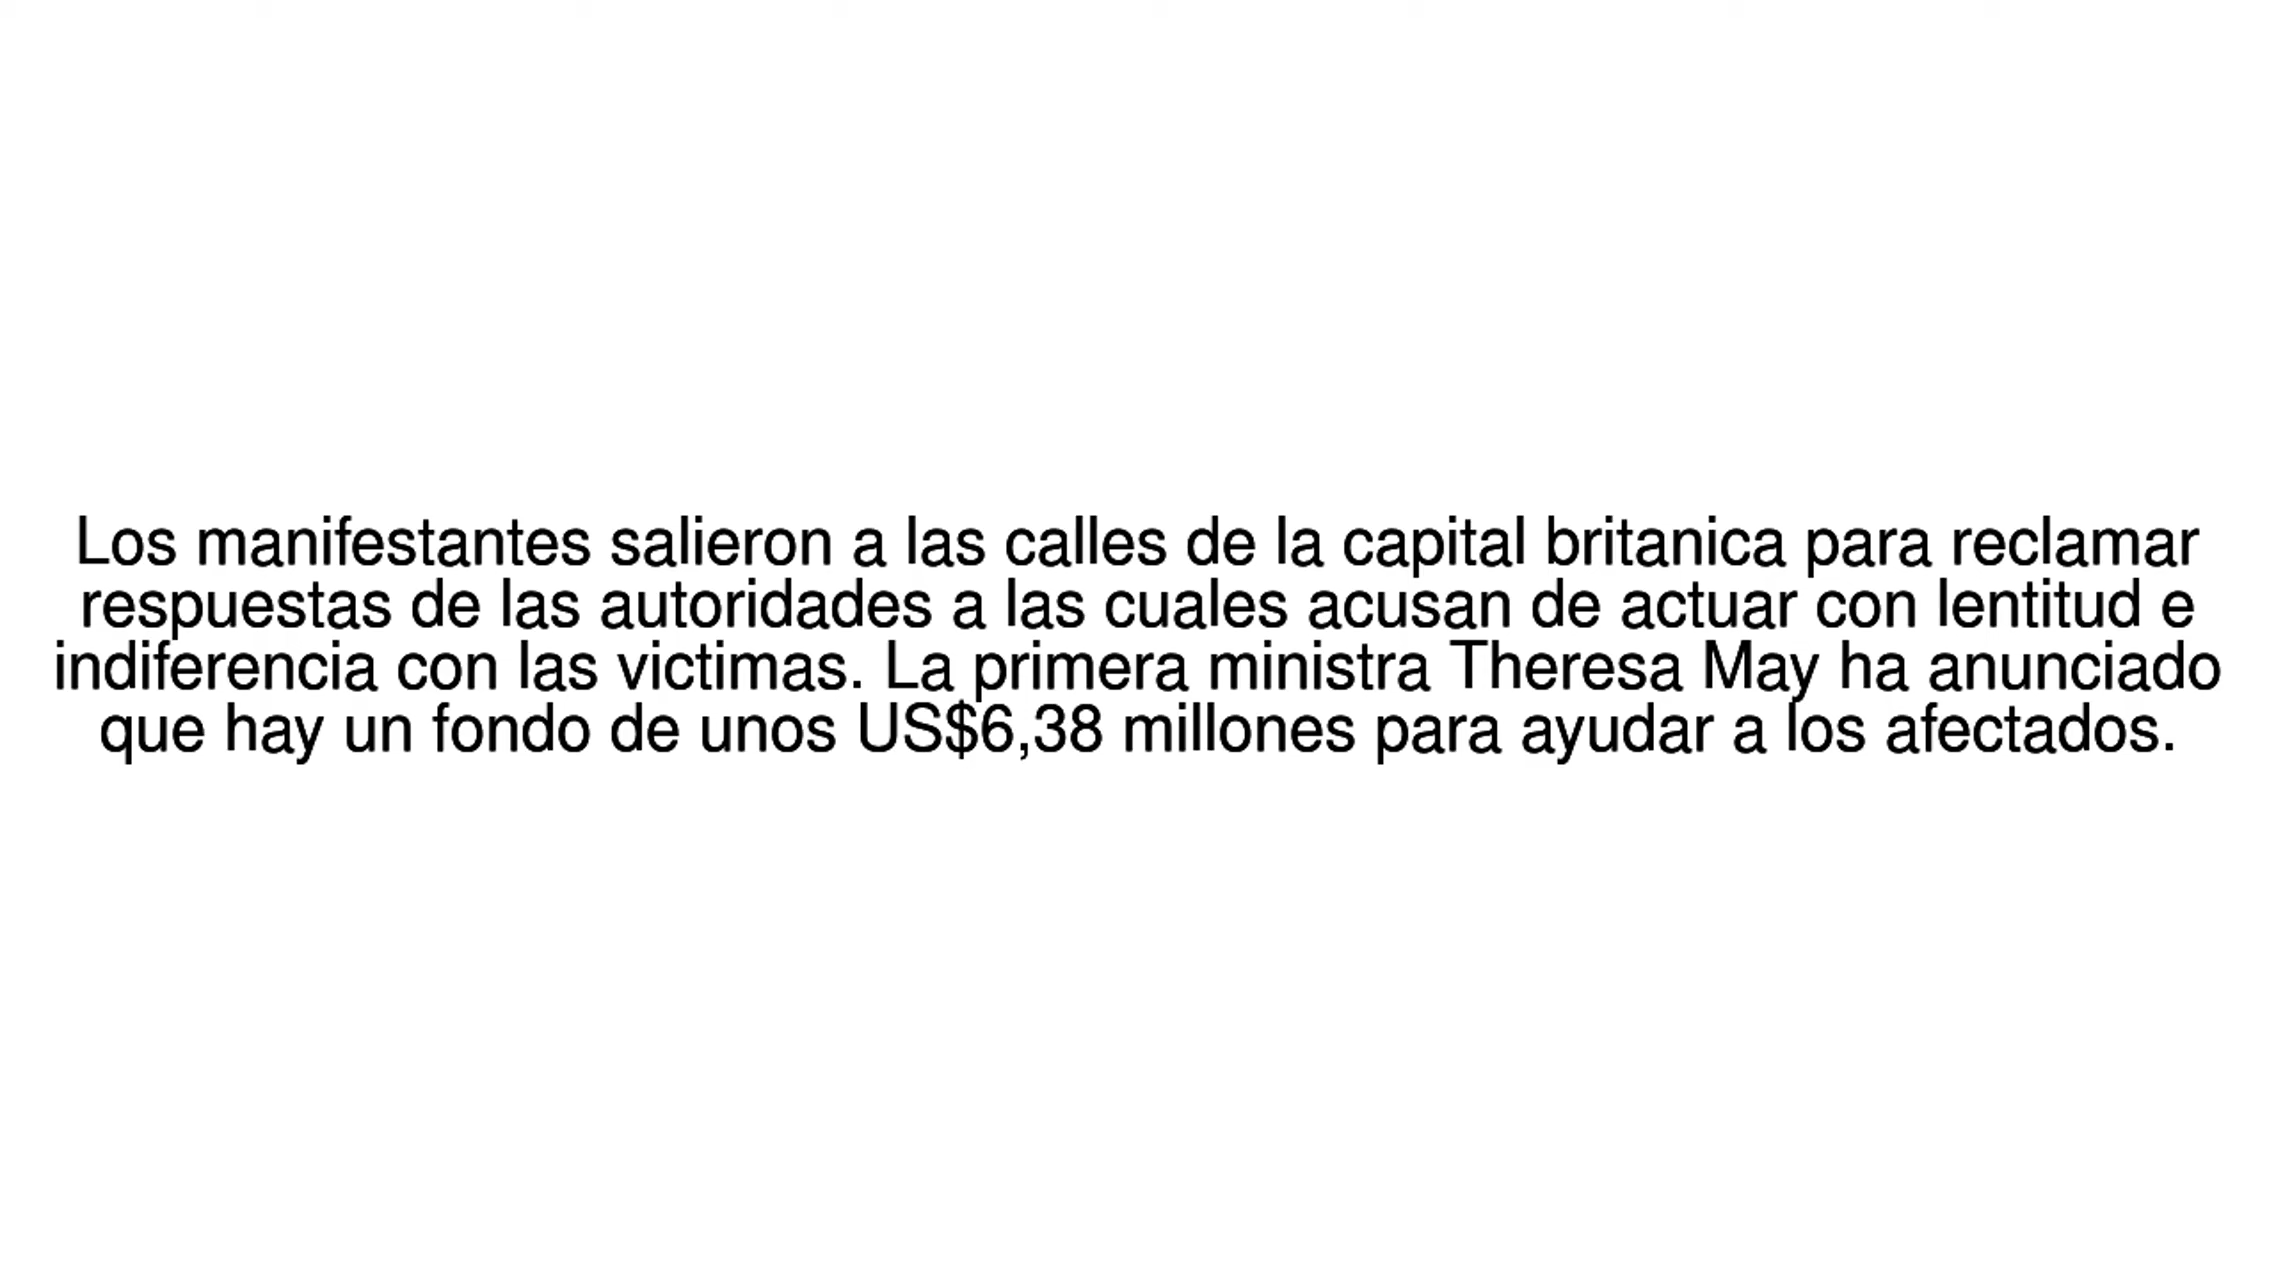 Los manifestantes salieron a las calles de la capital britanica para reclamar
respuestas de las autoridades a las cuales acusan de actuar con lentitud e
indiferencia con las victimas. La primera ministra Theresa May ha anunciado
que hay un fondo de unos US$6,38 millones para ayudar a los afectados.